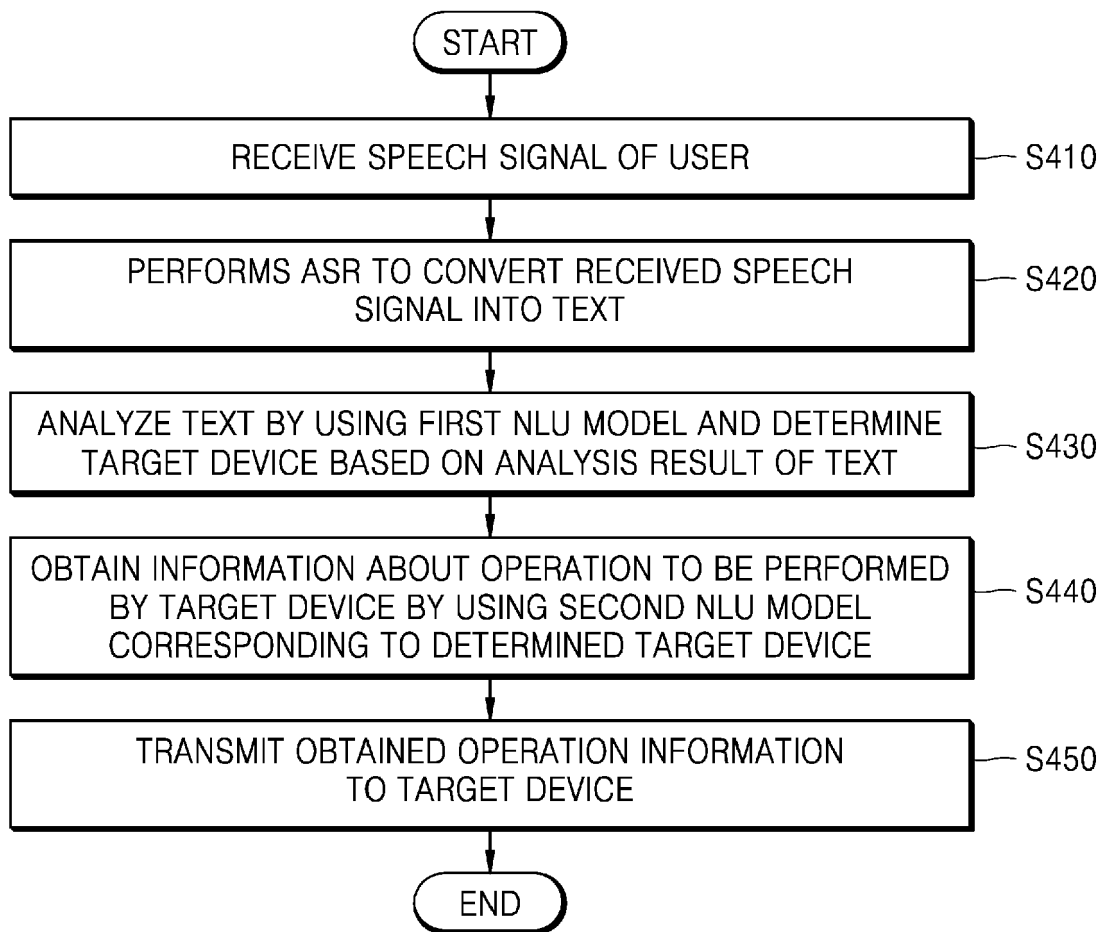 START
RECEIVE SPEECH SIGNAL OF USER
S410
PERFORMS ASR TO CONVERT RECEIVED SPEECH
SIGNAL INTO TEXT
S420
ANALYZE TEXT BY USING FIRST NLU MODEL AND DETERMINE
TARGET DEVICE BASED ON ANALYSIS RESULT OF TEXT
S430
OBTAIN INFORMATION ABOUT OPERATION TO BE PERFORMED
BY TARGET DEVICE BY USING SECOND NLU MODEL
CORRESPONDING TO DETERMINED TARGET DEVICE
S440
TRANSMIT OBTAINED OPERATION INFORMATION
TO TARGET DEVICE
S450
END